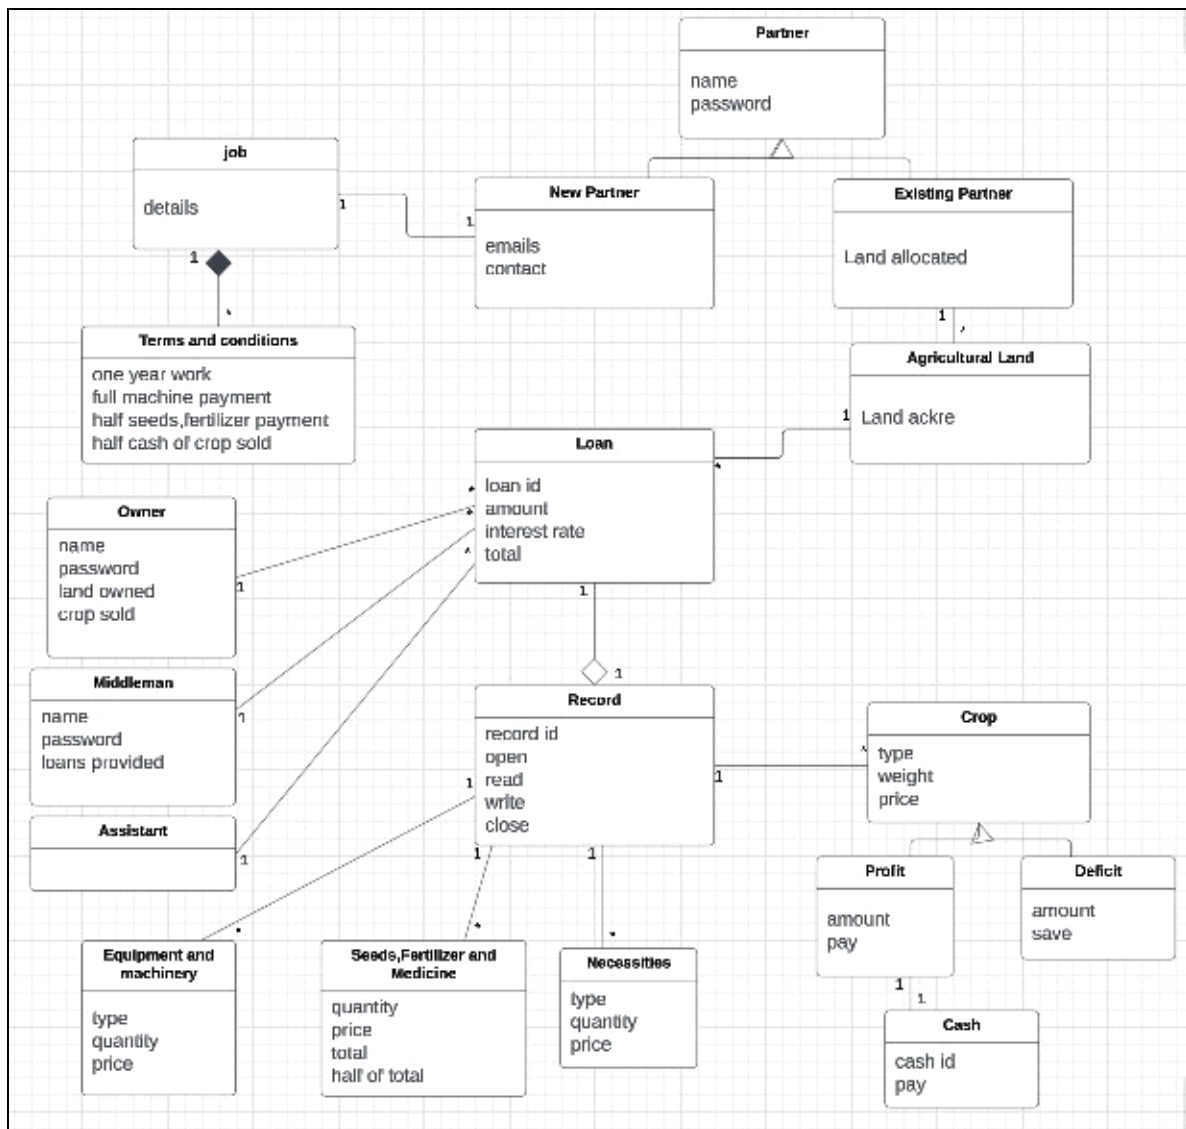 Partner
name
password
job
details
1
1
New Partner
emails
contact
Existing Partner
Land allocated
1
*
Terms and conditions
one year work
full machine payment
half seeds,fertilizer payment
half cash of crop sold
1
*
Agricultural Land
Land ackre
1
*
Loan
loan id
amount
interest rate
total
*
*
*
Owner
name
password
land owned
crop sold
1
Middleman
name
password
loans provided
1
Assistant
1
1
1
Record
record id
open
read
write
close
1
*
Crop
type
weight
price
1
1
1
*
*
*
Equipment and
machinery
type
quantity
price
Seeds,Fertilizer and
Medicine
quantity
price
total
half of total
Necessities
type
quantity
price
Profit
amount
pay
Deficit
amount
save
1
1
Cash
cash id
pay